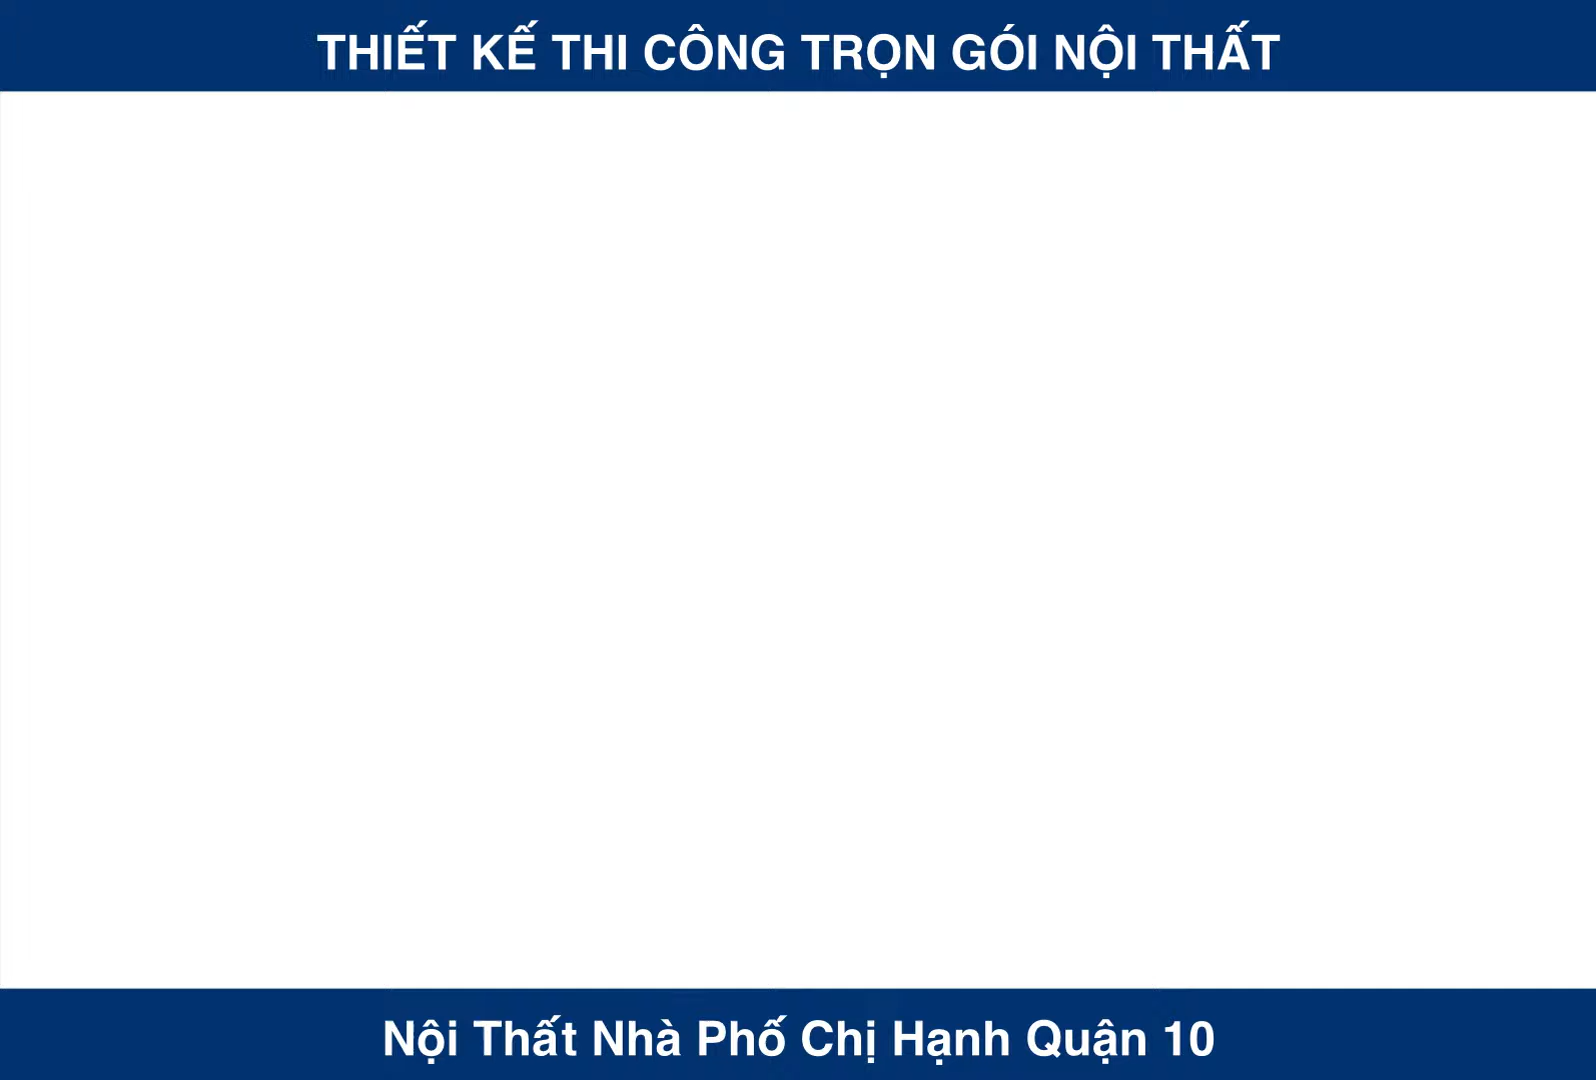 THIẾT KẾ THI CÔNG TRỌN GÓI NỘI THẤT
Nội Thất Nhà Phố Chị Hạnh Quận 10